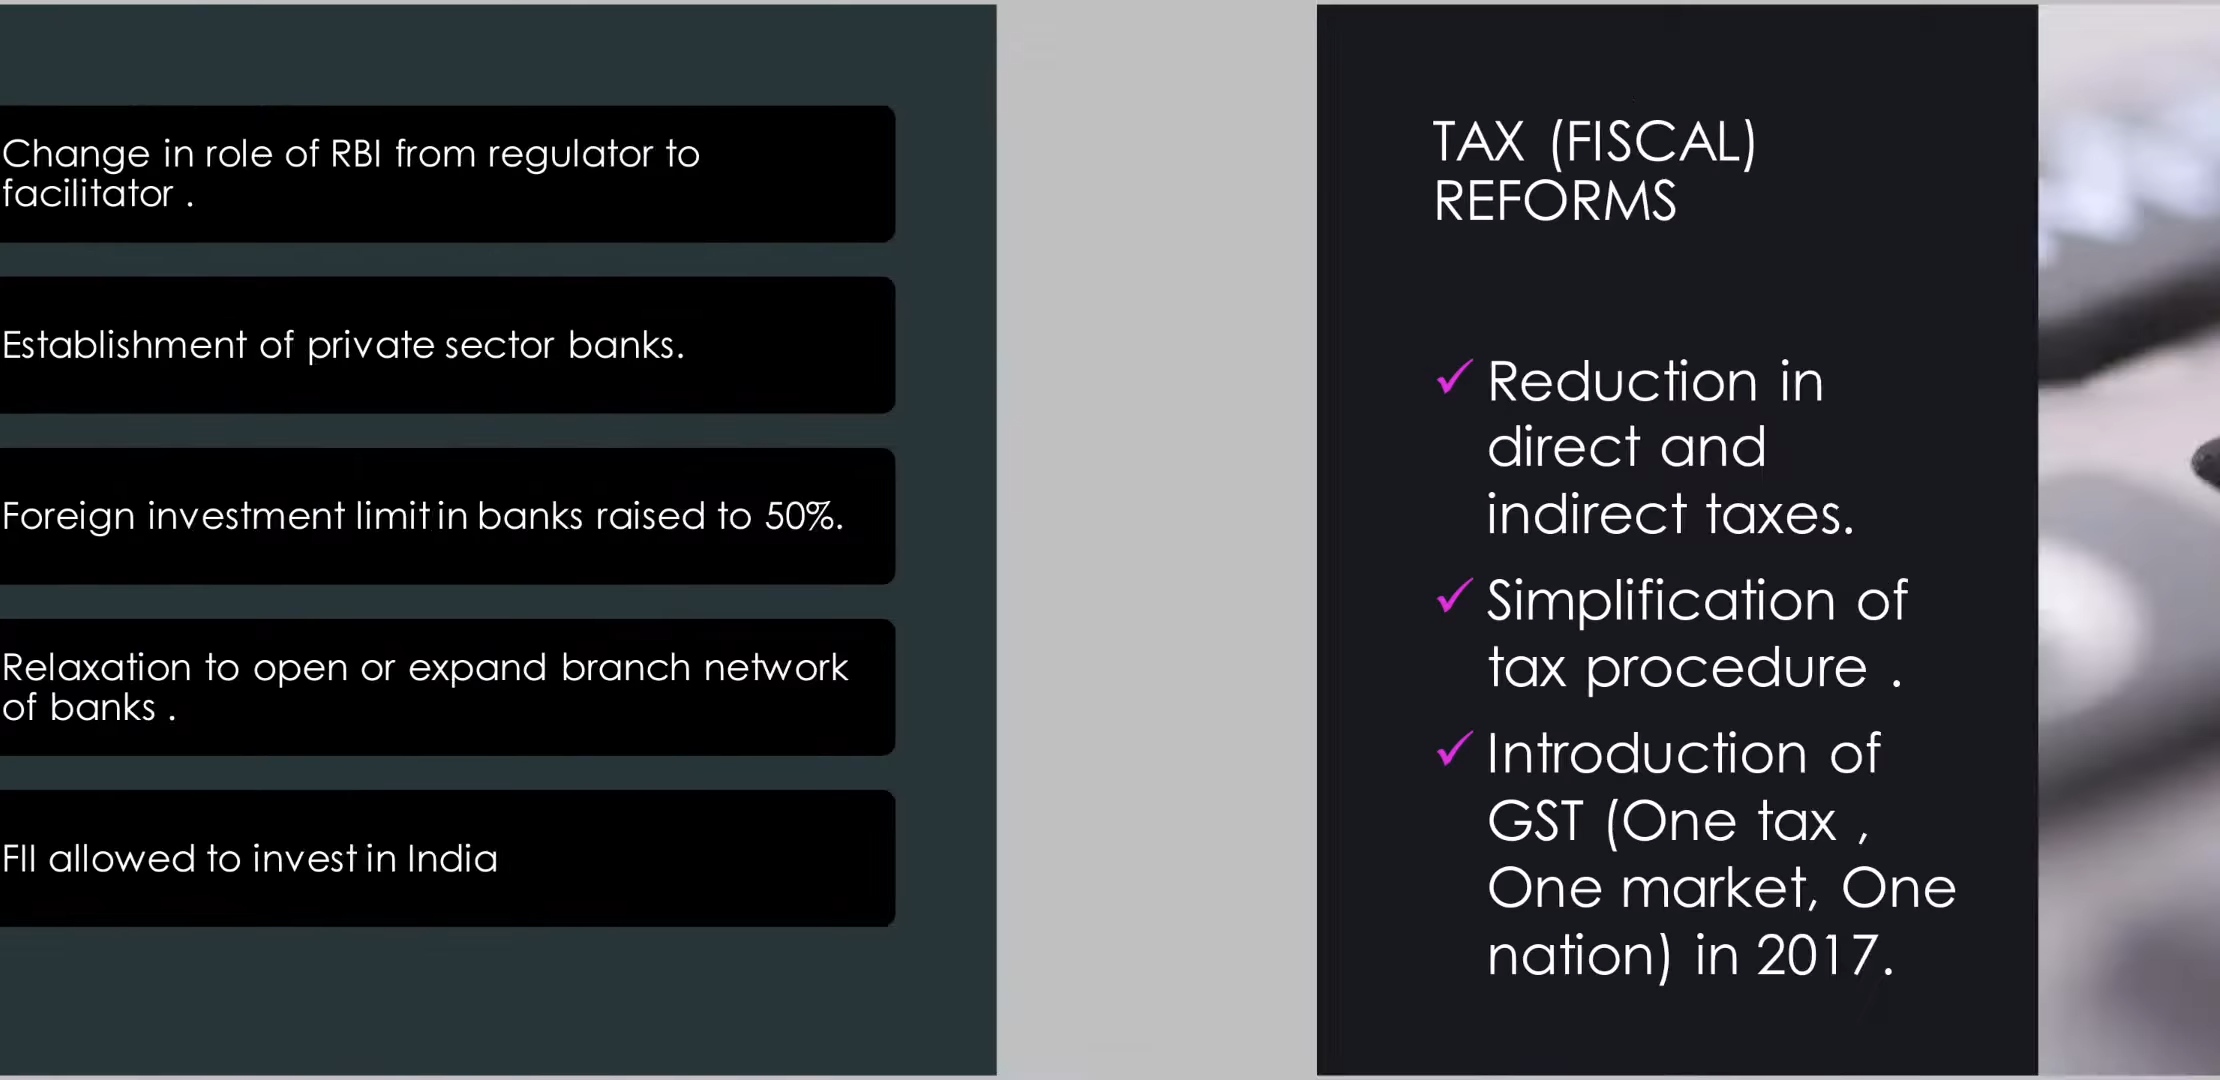 Change in role of RBI from regulator to
facilitator .
Establishment of private sector banks.
Foreign investment limit in banks raised to 50%.
Relaxation to open or expand branch network
of banks .
FII allowed to invest in India
TAX (FISCAL)
REFORMS
✓ Reduction in
direct and
indirect taxes.
✓ Simplification of
tax procedure .
✓ Introduction of
GST (One tax ,
One market, One
nation) in 2017.